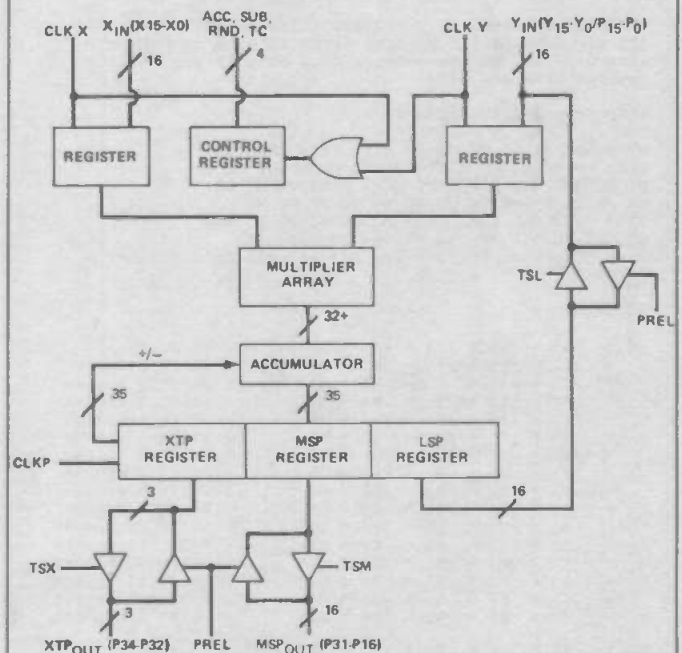 ACC, SUB,
RND, TC
X_IN (X15-X0)
Y_IN (Y15-Y0/P15-P0)
CLK X
CLK Y
16
4
16
REGISTER
CONTROL
REGISTER
REGISTER
MULTIPLIER
ARRAY
TSL
PREL
32+
+/−
ACCUMULATOR
35
35
XTP
REGISTER
MSP
REGISTER
LSP
REGISTER
CLKP
3
16
TSX
TSM
3
16
XTP_OUT (P34-P32)
PREL
MSP_OUT (P31-P16)